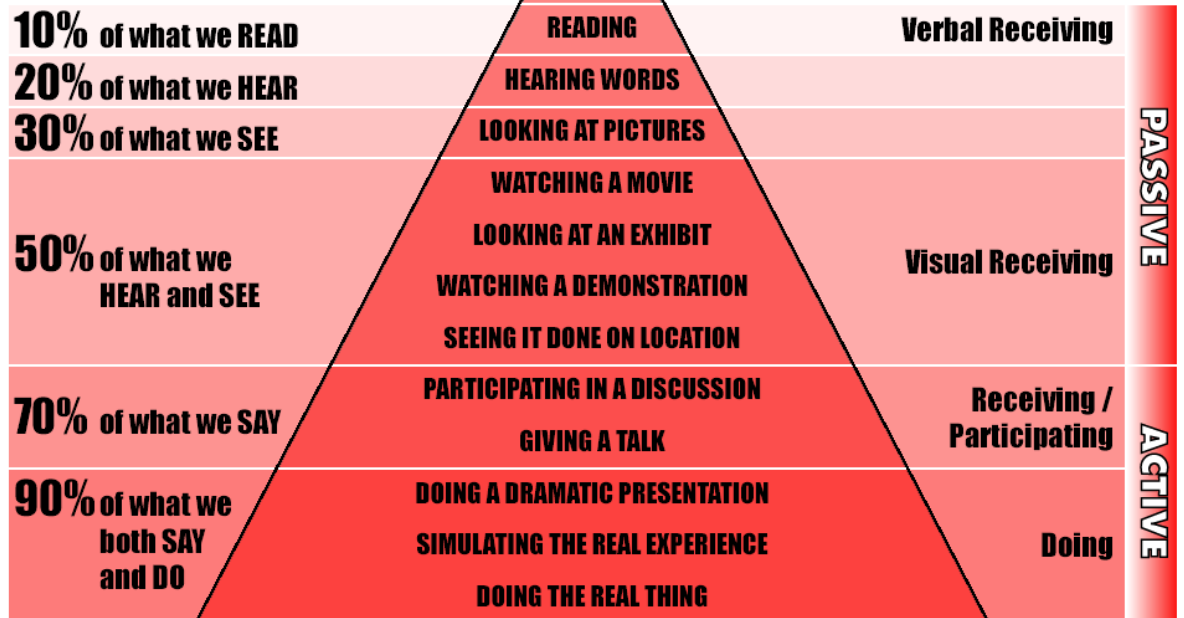 10% of what we READ
READING
Verbal Receiving
20% of what we HEAR
HEARING WORDS
30% of what we SEE
LOOKING AT PICTURES
PASSIVE
50% of what we
HEAR and SEE
WATCHING A MOVIE
LOOKING AT AN EXHIBIT
WATCHING A DEMONSTRATION
SEEING IT DONE ON LOCATION
Visual Receiving
70% of what we SAY
PARTICIPATING IN A DISCUSSION
GIVING A TALK
Receiving /
Participating
ACTIVE
90% of what we
both SAY
and DO
DOING A DRAMATIC PRESENTATION
SIMULATING THE REAL EXPERIENCE
DOING THE REAL THING
Doing